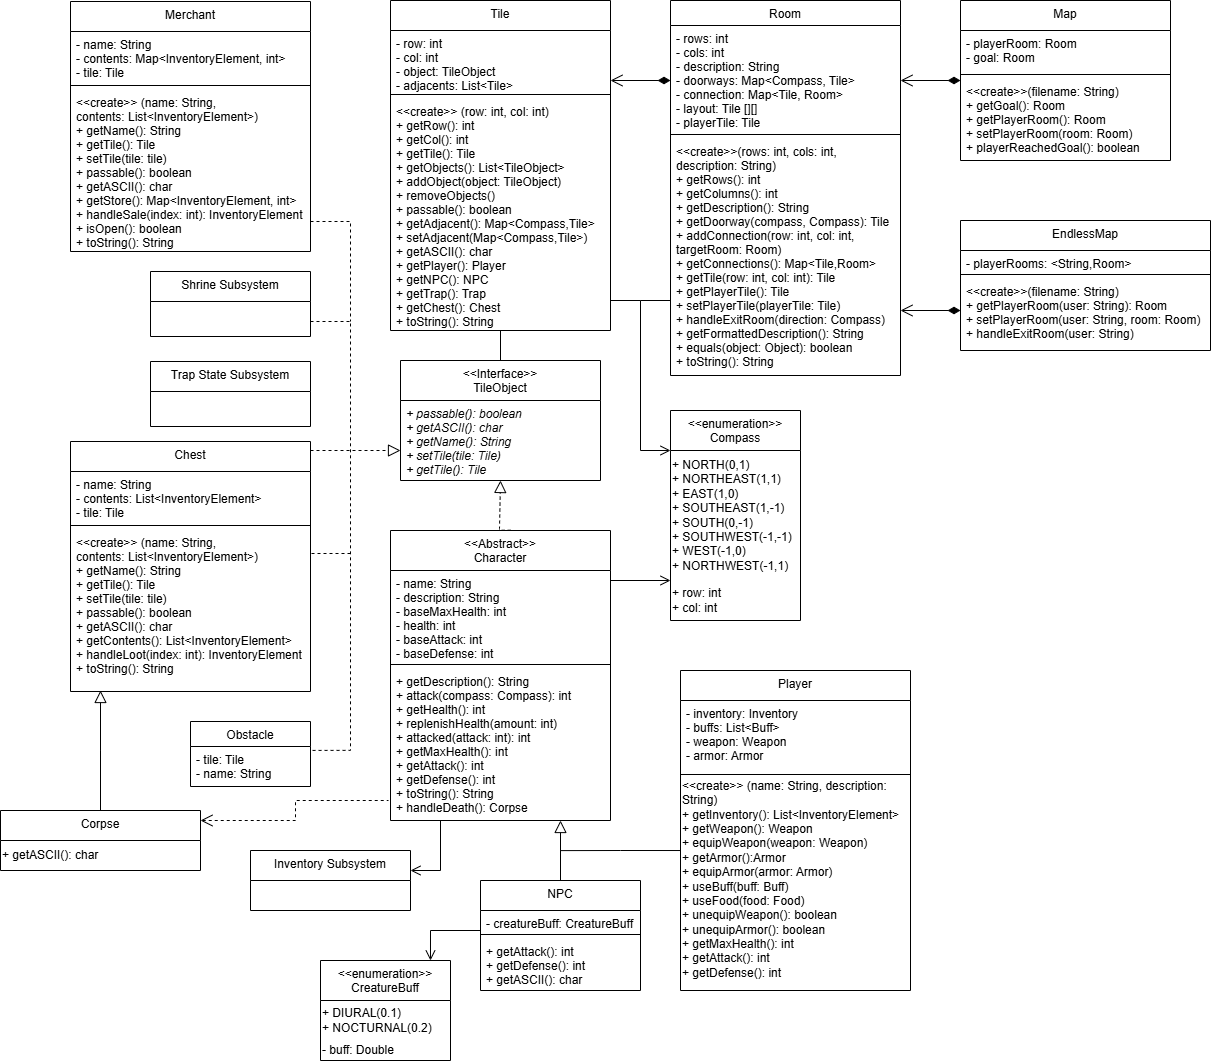 Merchant
- name: String
- contents: Map<InventoryElement, int>
- tile: Tile
<<create>> (name: String,
contents: List<InventoryElement>)
+ getName(): String
+ getTile(): Tile
+ setTile(tile: tile)
+ passable(): boolean
+ getASCII(): char
+ getStore(): Map<InventoryElement, int>
+ handleSale(index: int): InventoryElement
+ isOpen(): boolean
+ toString(): String
Shrine Subsystem
Trap State Subsystem
Chest
- name: String
- contents: List<InventoryElement>
- tile: Tile
<<create>> (name: String,
contents: List<InventoryElement>)
+ getName(): String
+ getTile(): Tile
+ setTile(tile: tile)
+ passable(): boolean
+ getASCII(): char
+ getContents(): List<InventoryElement>
+ handleLoot(index: int): InventoryElement
+ toString(): String
Obstacle
- tile: Tile
- name: String
Corpse
+ getASCII(): char
Tile
- row: int
- col: int
- object: TileObject
- adjacents: List<Tile>
<<create>> (row: int, col: int)
+ getRow(): int
+ getCol(): int
+ getTile(): Tile
+ getObjects(): List<TileObject>
+ addObject(object: TileObject)
+ removeObjects()
+ passable(): boolean
+ getAdjacent(): Map<Compass,Tile>
+ setAdjacent(Map<Compass,Tile>)
+ getASCII(): char
+ getPlayer(): Player
+ getNPC(): NPC
+ getTrap(): Trap
+ getChest(): Chest
+ toString(): String
<<Interface>>
TileObject
+ passable(): boolean
+ getASCII(): char
+ getName(): String
+ setTile(tile: Tile)
+ getTile(): Tile
<<Abstract>>
Character
- name: String
- description: String
- baseMaxHealth: int
- health: int
- baseAttack: int
- baseDefense: int
+ getDescription(): String
+ attack(compass: Compass): int
+ getHealth(): int
+ replenishHealth(amount: int)
+ attacked(attack: int): int
+ getMaxHealth(): int
+ getAttack(): int
+ getDefense(): int
+ toString(): String
+ handleDeath(): Corpse
Inventory Subsystem
NPC
- creatureBuff: CreatureBuff
+ getAttack(): int
+ getDefense(): int
+ getASCII(): char
<<enumeration>>
CreatureBuff
+ DIURAL(0.1)
+ NOCTURNAL(0.2)
- buff: Double
Room
- rows: int
- cols: int
- description: String
- doorways: Map<Compass, Tile>
- connection: Map<Tile, Room>
- layout: Tile [][]
- playerTile: Tile
<<create>>(rows: int, cols: int,
description: String)
+ getRows(): int
+ getColumns(): int
+ getDescription(): String
+ getDoorway(compass, Compass): Tile
+ addConnection(row: int, col: int,
targetRoom: Room)
+ getConnections(): Map<Tile,Room>
+ getTile(row: int, col: int): Tile
+ getPlayerTile(): Tile
+ setPlayerTile(playerTile: Tile)
+ handleExitRoom(direction: Compass)
+ getFormattedDescription(): String
+ equals(object: Object): boolean
+ toString(): String
<<enumeration>>
Compass
+ NORTH(0,1)
+ NORTHEAST(1,1)
+ EAST(1,0)
+ SOUTHEAST(1,-1)
+ SOUTH(0,-1)
+ SOUTHWEST(-1,-1)
+ WEST(-1,0)
+ NORTHWEST(-1,1)
+ row: int
+ col: int
Player
- inventory: Inventory
- buffs: List<Buff>
- weapon: Weapon
- armor: Armor
<<create>> (name: String, description:
String)
+ getInventory(): List<InventoryElement>
+ getWeapon(): Weapon
+ equipWeapon(weapon: Weapon)
+ getArmor():Armor
+ equipArmor(armor: Armor)
+ useBuff(buff: Buff)
+ useFood(food: Food)
+ unequipWeapon(): boolean
+ unequipArmor(): boolean
+ getMaxHealth(): int
+ getAttack(): int
+ getDefense(): int
Map
- playerRoom: Room
- goal: Room
<<create>>(filename: String)
+ getGoal(): Room
+ getPlayerRoom(): Room
+ setPlayerRoom(room: Room)
+ playerReachedGoal(): boolean
EndlessMap
- playerRooms: <String,Room>
<<create>>(filename: String)
+ getPlayerRoom(user: String): Room
+ setPlayerRoom(user: String, room: Room)
+ handleExitRoom(user: String)